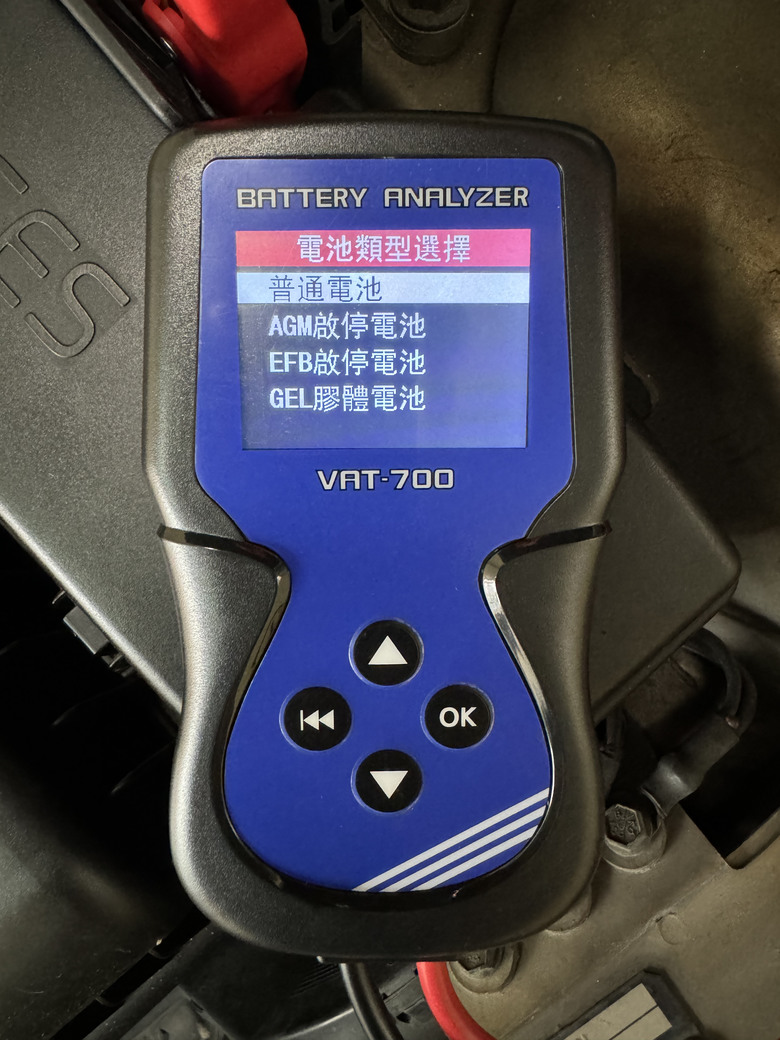 BATTERY ANALYZER
電池類型選擇
普通電池
AGM啟停電池
EFB啟停電池
GEL膠體電池
VAT-700
OK